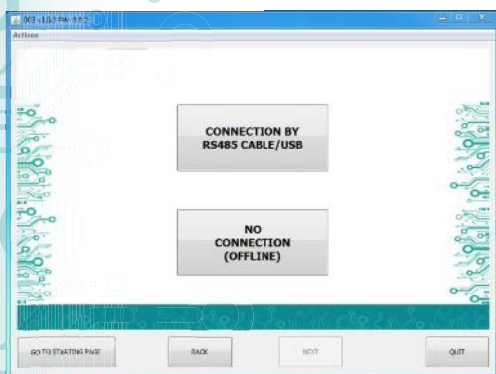 Actions
CONNECTION BY
RS485 CABLE/USB
NO
CONNECTION
(OFFLINE)
GO TO STARTING PAGE
BACK
NEXT
QUIT